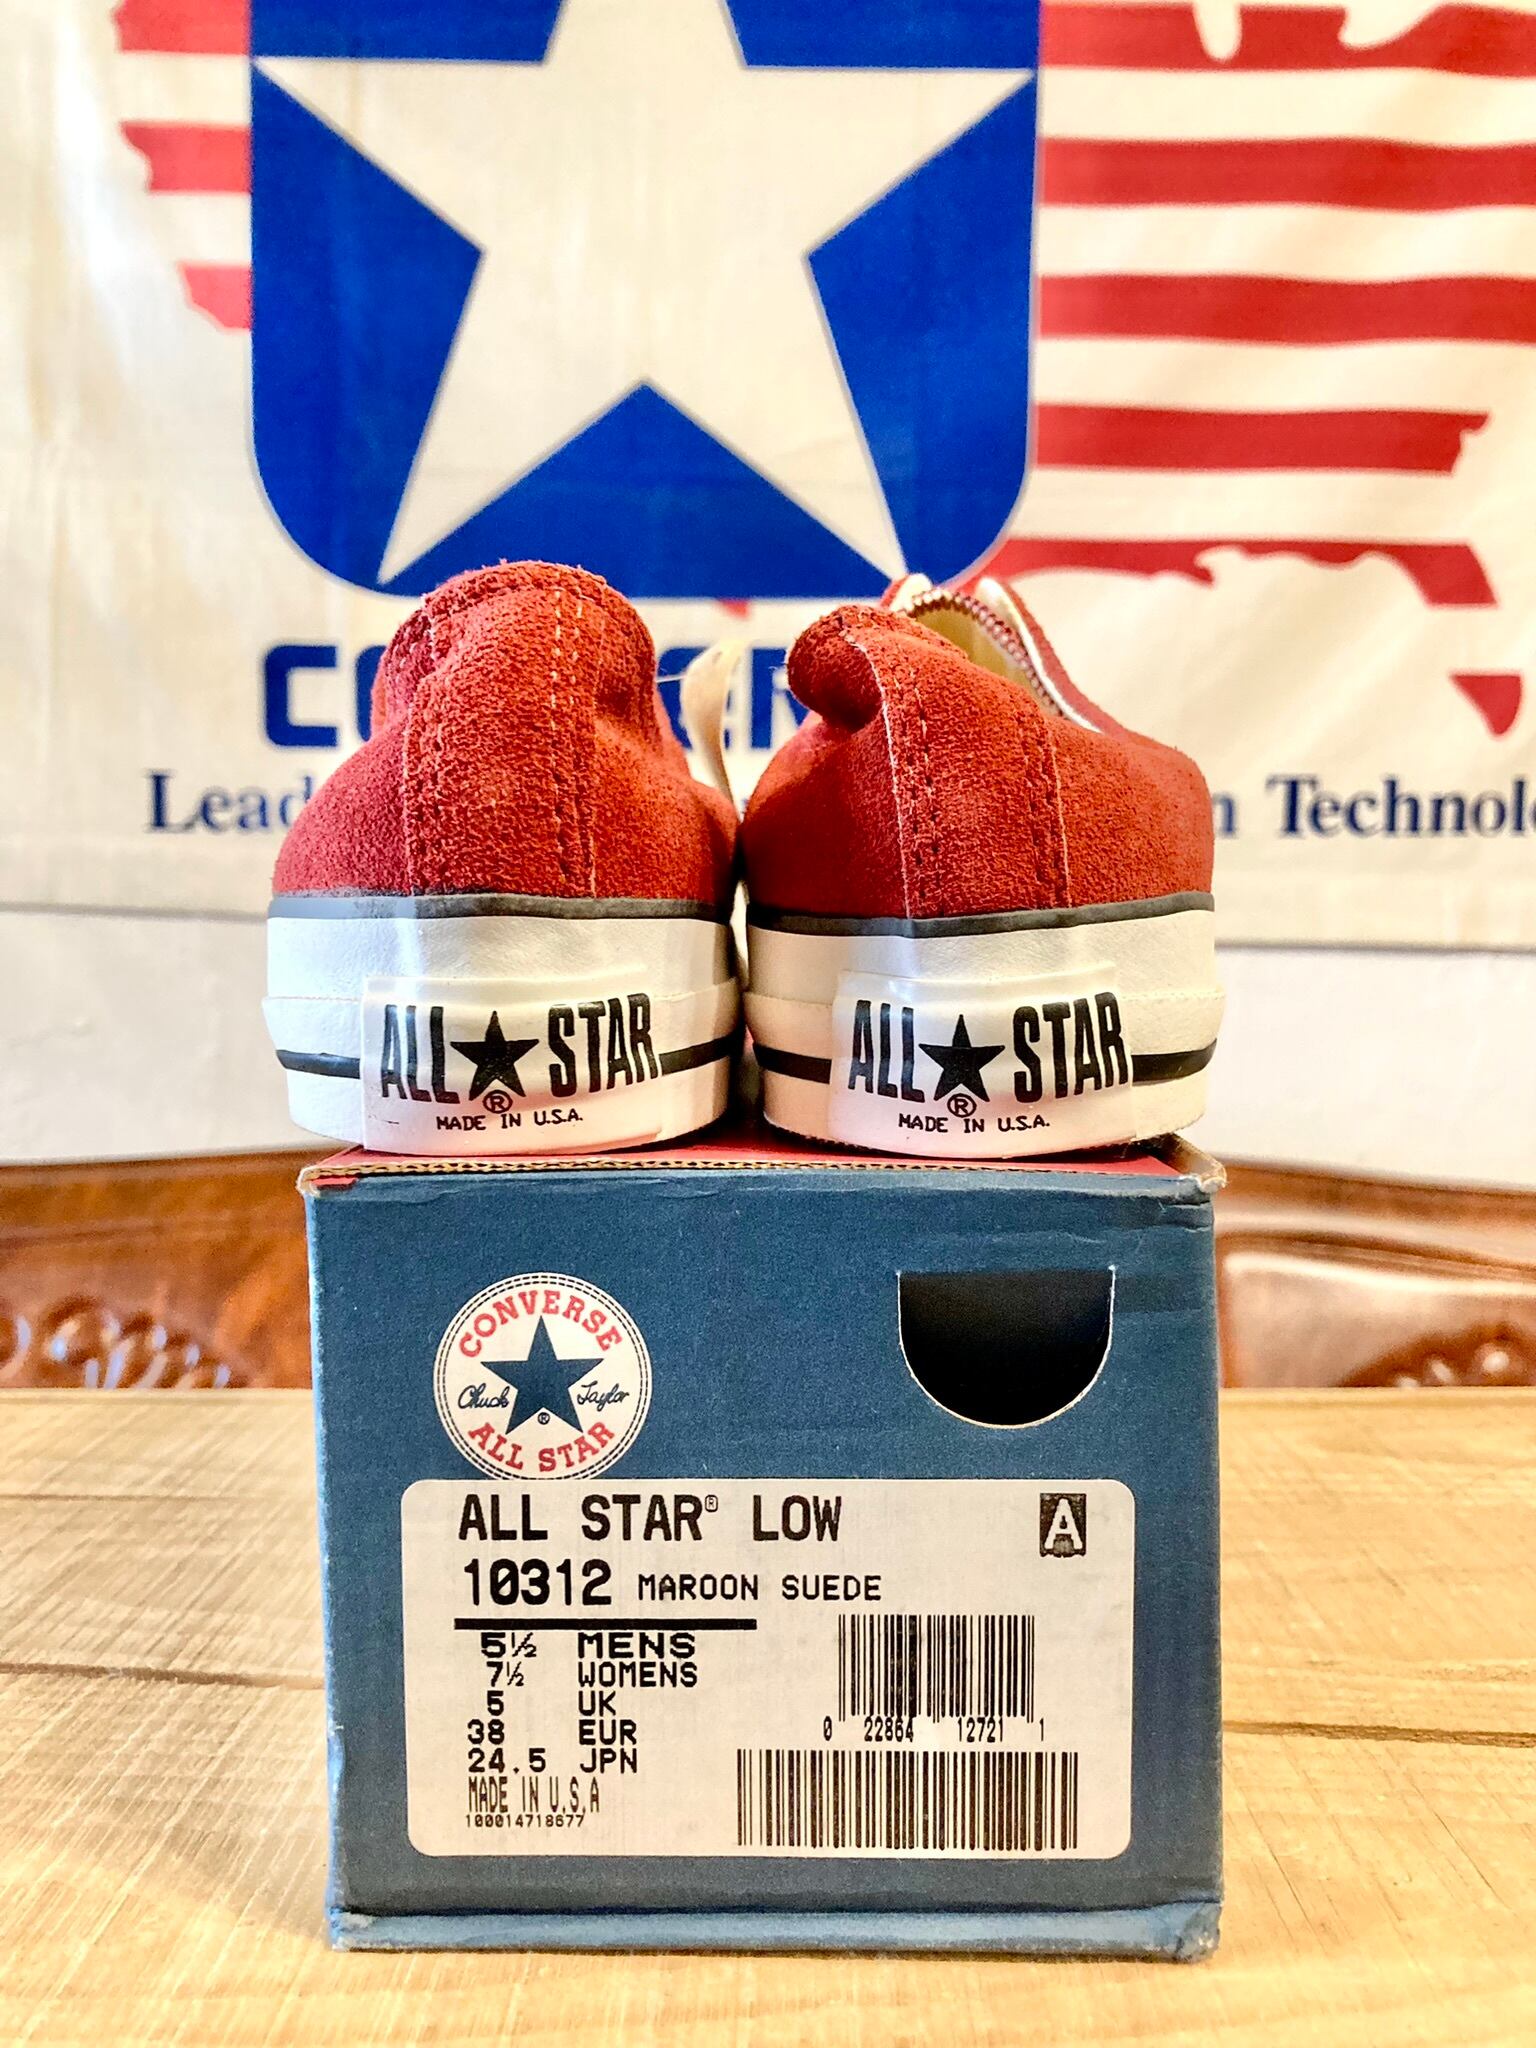 Technol
ALL★STAR
®
MADE IN U.S.A.
ALL★STAR
®
MADE IN U.S.A.
CONVERSE
Chuck Taylor
®
ALL STAR
ALL STAR® LOW
A
10312 MAROON SUEDE
5½ MENS
7½ WOMENS
5 UK
38 EUR
0 22864 12721 1
24.5 JPN
MADE IN U.S.A
100014718677